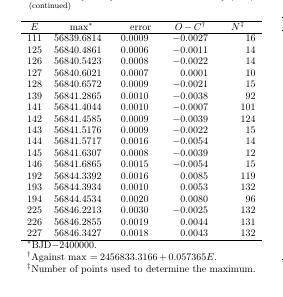 (continued)
E max* error O − C† N‡
111 56839.6814 0.0009 −0.0027 16
125 56840.4861 0.0006 −0.0011 14
126 56840.5423 0.0008 −0.0022 14
127 56840.6021 0.0007 0.0001 10
128 56840.6572 0.0009 −0.0021 15
139 56841.2865 0.0010 −0.0038 92
141 56841.4044 0.0010 −0.0007 101
142 56841.4585 0.0009 −0.0039 124
143 56841.5176 0.0009 −0.0022 15
144 56841.5717 0.0016 −0.0054 14
145 56841.6307 0.0008 −0.0039 12
146 56841.6865 0.0015 −0.0054 15
192 56844.3392 0.0016 0.0085 119
193 56844.3934 0.0010 0.0053 132
194 56844.4534 0.0020 0.0080 96
225 56846.2213 0.0030 −0.0025 132
226 56846.2855 0.0019 0.0044 131
227 56846.3427 0.0018 0.0043 132
*BJD−2400000.
†Against max = 2456833.3166 + 0.057365E.
‡Number of points used to determine the maximum.